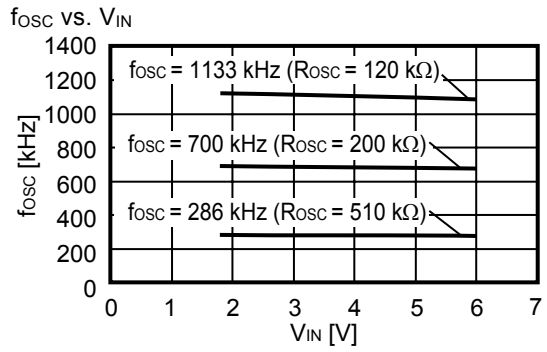 fOSC vs. VIN
1400
1200
1000
800
600
400
200
0
fOSC [kHz]
fOSC = 1133 kHz (ROSC = 120 kΩ)
fOSC = 700 kHz (ROSC = 200 kΩ)
fOSC = 286 kHz (ROSC = 510 kΩ)
0 1 2 3 4 5 6 7
VIN [V]